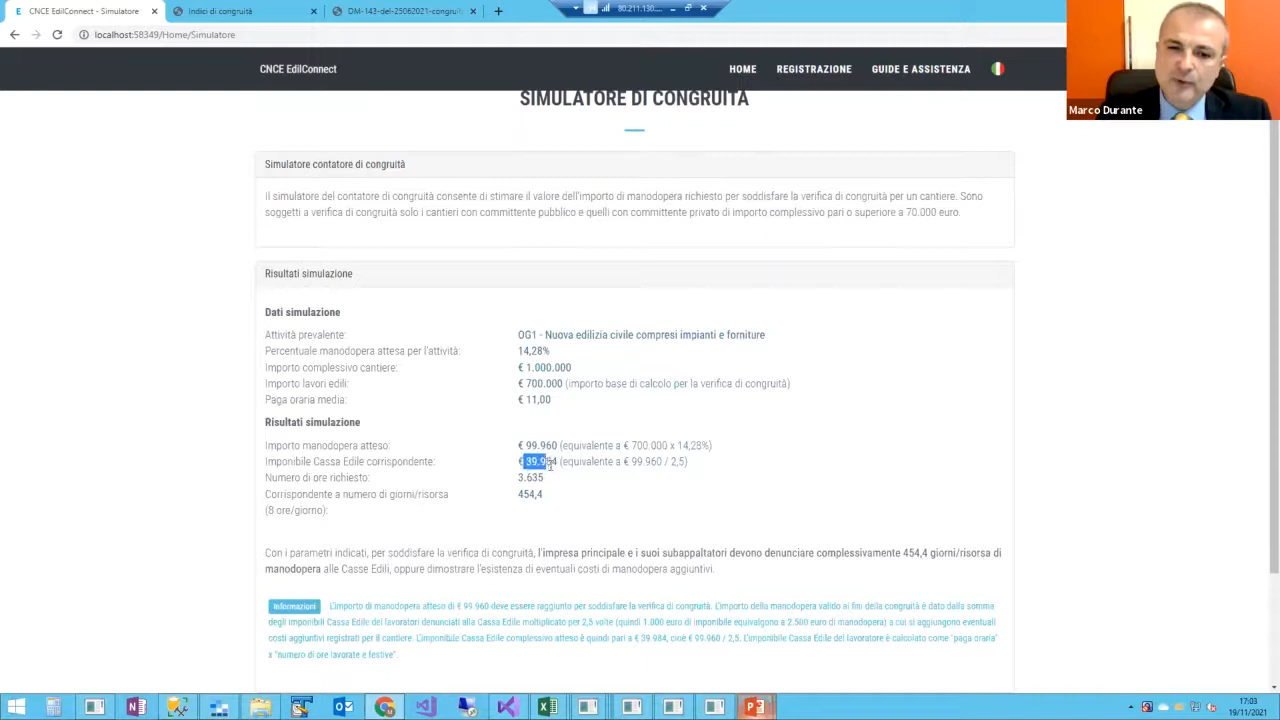 CNCE EdilConnect - Simulatore
Indici di congruità
DM-143-del-25062021-congruit
80.211.130....
localhost:58349/Home/Simulatore
CNCE EdilConnect
HOME
REGISTRAZIONE
GUIDE E ASSISTENZA
Marco Durante
SIMULATORE DI CONGRUITÀ
Simulatore contatore di congruità
Il simulatore del contatore di congruità consente di stimare il valore dell'importo di manodopera richiesto per soddisfare la verifica di congruità per un cantiere. Sono
soggetti a verifica di congruità solo i cantieri con committente pubblico e quelli con committente privato di importo complessivo pari o superiore a 70.000 euro.
Risultati simulazione
Dati simulazione
Attività prevalente: OG1 - Nuova edilizia civile compresi impianti e forniture
Percentuale manodopera attesa per l'attività: 14,28%
Importo complessivo cantiere: € 1.000.000
Importo lavori edili: € 700.000 (importo base di calcolo per la verifica di congruità)
Paga oraria media: € 11,00
Risultati simulazione
Importo manodopera atteso: € 99.960 (equivalente a € 700.000 x 14,28%)
Imponibile Cassa Edile corrispondente: € 39.984 (equivalente a € 99.960 / 2,5)
Numero di ore richiesto: 3.635
Corrispondente a numero di giorni/risorsa 454,4
(8 ore/giorno):
Con i parametri indicati, per soddisfare la verifica di congruità, l'impresa principale e i suoi subappaltatori devono denunciare complessivamente 454,4 giorni/risorsa di
manodopera alle Casse Edili, oppure dimostrare l'esistenza di eventuali costi di manodopera aggiuntivi.
Informazioni L'importo di manodopera atteso di € 99.960 deve essere raggiunto per soddisfare la verifica di congruità. L'importo della manodopera valido ai fini della congruità è dato dalla somma
degli imponibili Cassa Edile dei lavoratori denunciati alla Cassa Edile moltiplicato per 2,5 volte (quindi 1.000 euro di imponibile equivalgono a 2.500 euro di manodopera) a cui si aggiungono eventuali
costi aggiuntivi registrati per il cantiere. L'imponibile Cassa Edile complessivo atteso è quindi pari a € 39.984, cioè € 99.960 / 2,5. L'imponibile Cassa Edile del lavoratore è calcolato come "paga oraria"
x "numero di ore lavorate e festive".
17:03
19/11/2021